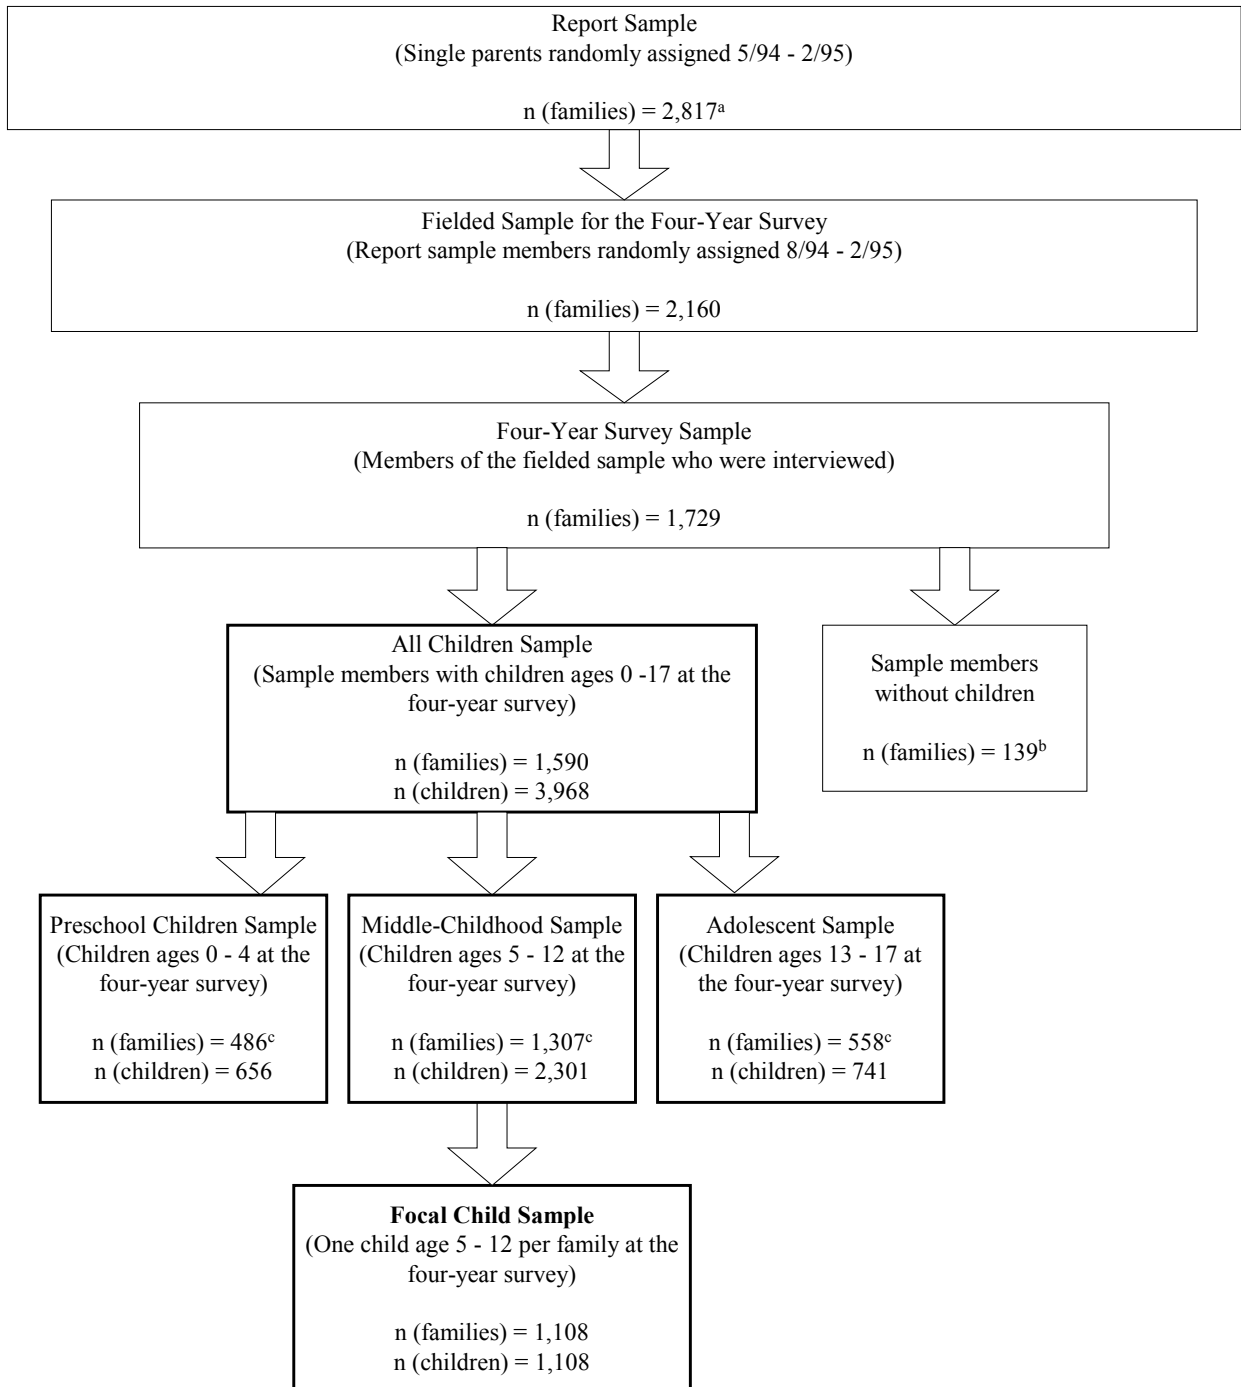 Report Sample
(Single parents randomly assigned 5/94 - 2/95)
n (families) = 2,817ᵃ
Fielded Sample for the Four-Year Survey
(Report sample members randomly assigned 8/94 - 2/95)
n (families) = 2,160
Four-Year Survey Sample
(Members of the fielded sample who were interviewed)
n (families) = 1,729
All Children Sample
(Sample members with children ages 0 -17 at the
four-year survey)
n (families) = 1,590
n (children) = 3,968
Sample members
without children
n (families) = 139ᵇ
Preschool Children Sample
(Children ages 0 - 4 at the
four-year survey)
n (families) = 486ᶜ
n (children) = 656
Middle-Childhood Sample
(Children ages 5 - 12 at the
four-year survey)
n (families) = 1,307ᶜ
n (children) = 2,301
Adolescent Sample
(Children ages 13 - 17 at
the four-year survey)
n (families) = 558ᶜ
n (children) = 741
Focal Child Sample
(One child age 5 - 12 per family at the
four-year survey)
n (families) = 1,108
n (children) = 1,108